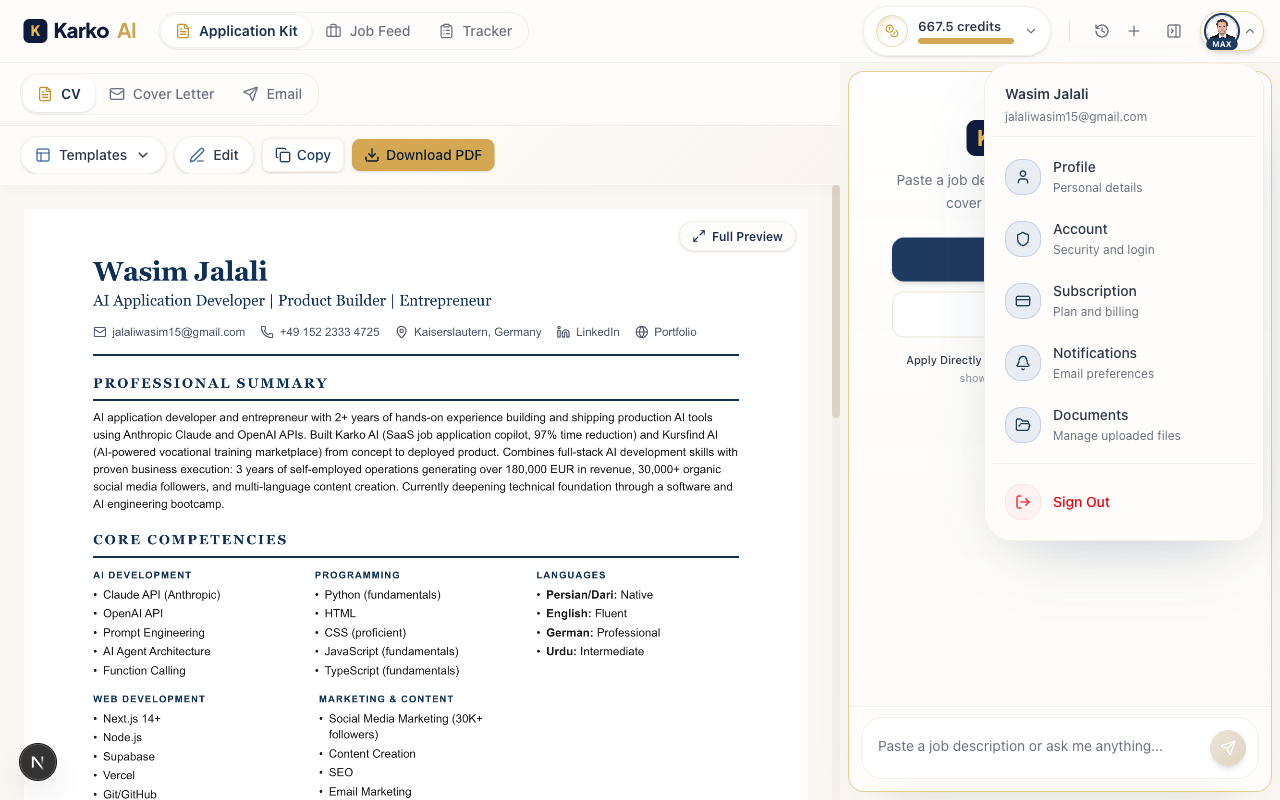 K Karko AI
Application Kit
Job Feed
Tracker
667.5 credits
MAX
CV
Cover Letter
Email
Templates
Edit
Copy
Download PDF
Full Preview
Wasim Jalali
AI Application Developer | Product Builder | Entrepreneur
jalaliwasim15@gmail.com
+49 152 2333 4725
Kaiserslautern, Germany
LinkedIn
Portfolio
PROFESSIONAL SUMMARY
AI application developer and entrepreneur with 2+ years of hands-on experience building and shipping production AI tools
using Anthropic Claude and OpenAI APIs. Built Karko AI (SaaS job application copilot, 97% time reduction) and Kursfind AI
(AI-powered vocational training marketplace) from concept to deployed product. Combines full-stack AI development skills with
proven business execution: 3 years of self-employed operations generating over 180,000 EUR in revenue, 30,000+ organic
social media followers, and multi-language content creation. Currently deepening technical foundation through a software and
AI engineering bootcamp.
CORE COMPETENCIES
AI DEVELOPMENT
• Claude API (Anthropic)
• OpenAI API
• Prompt Engineering
• AI Agent Architecture
• Function Calling
PROGRAMMING
• Python (fundamentals)
• HTML
• CSS (proficient)
• JavaScript (fundamentals)
• TypeScript (fundamentals)
LANGUAGES
• Persian/Dari: Native
• English: Fluent
• German: Professional
• Urdu: Intermediate
WEB DEVELOPMENT
• Next.js 14+
• Node.js
• Supabase
• Vercel
• Git/GitHub
MARKETING & CONTENT
• Social Media Marketing (30K+
followers)
• Content Creation
• SEO
• Email Marketing
N
Paste a job de
cover
Apply Directly
show
Wasim Jalali
jalaliwasim15@gmail.com
Profile
Personal details
Account
Security and login
Subscription
Plan and billing
Notifications
Email preferences
Documents
Manage uploaded files
Sign Out
Paste a job description or ask me anything...